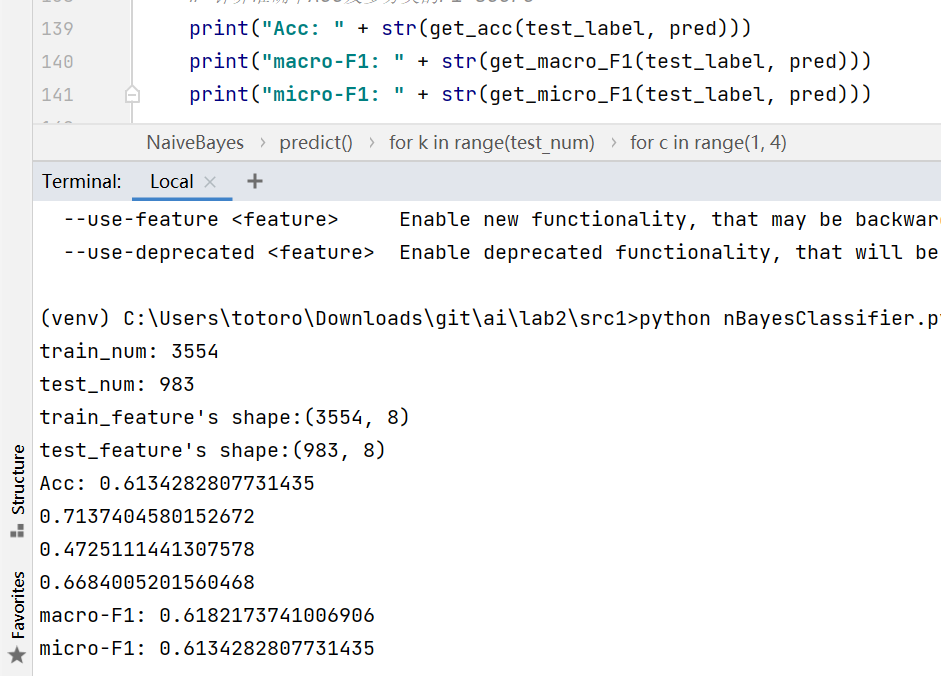 139 print("Acc: " + str(get_acc(test_label, pred)))
140 print("macro-F1: " + str(get_macro_F1(test_label, pred)))
141 print("micro-F1: " + str(get_micro_F1(test_label, pred)))
NaiveBayes › predict() › for k in range(test_num) › for c in range(1, 4)
Terminal: Local × +
--use-feature <feature> Enable new functionality, that may be backwar
--use-deprecated <feature> Enable deprecated functionality, that will be
(venv) C:\Users\totoro\Downloads\git\ai\lab2\src1>python nBayesClassifier.p
train_num: 3554
test_num: 983
train_feature's shape:(3554, 8)
test_feature's shape:(983, 8)
Acc: 0.6134282807731435
0.7137404580152672
0.4725111441307578
0.6684005201560468
macro-F1: 0.6182173741006906
micro-F1: 0.6134282807731435
Structure
Favorites